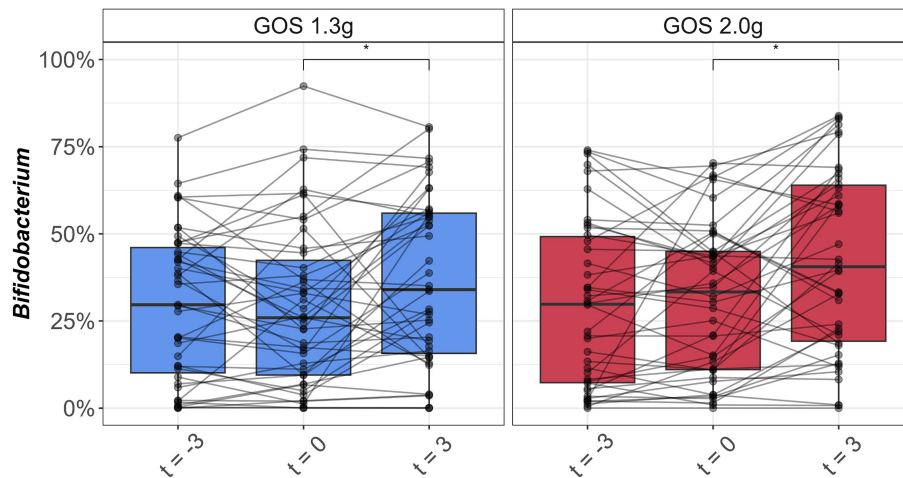 GOS 1.3g
GOS 2.0g
*
*
100%
75%
50%
25%
0%
Bifidobacterium
t = -3
t = 0
t = 3
t = -3
t = 0
t = 3